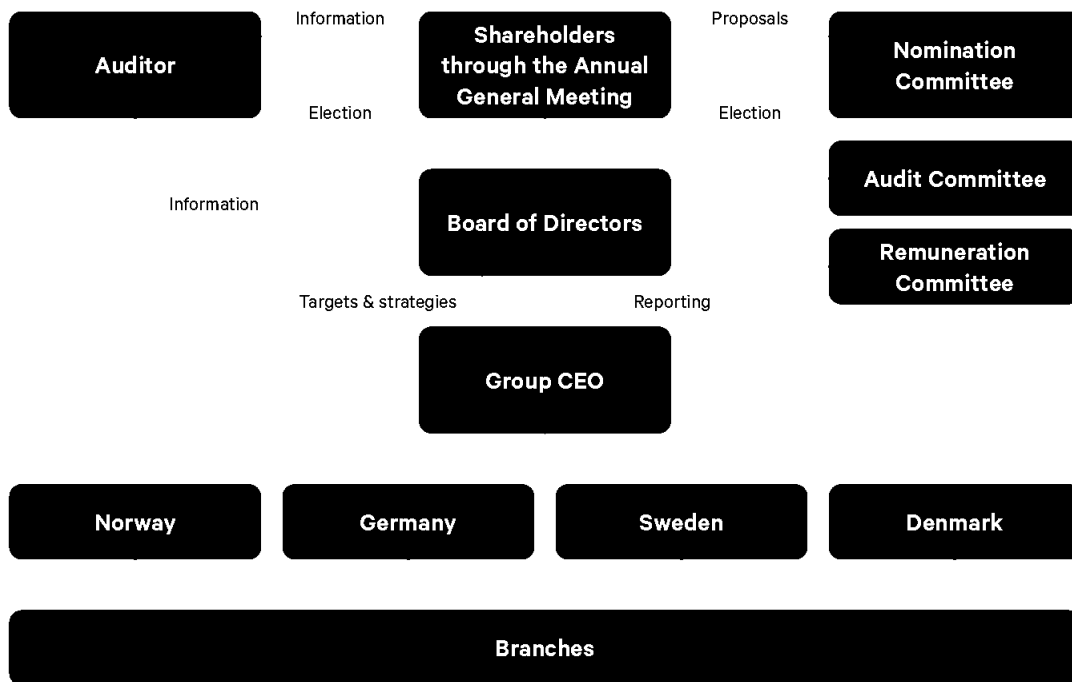 Information
Proposals
Auditor
Shareholders
through the Annual
General Meeting
Nomination
Committee
Election
Election
Audit Committee
Information
Board of Directors
Remuneration
Committee
Targets & strategies
Reporting
Group CEO
Norway
Germany
Sweden
Denmark
Branches